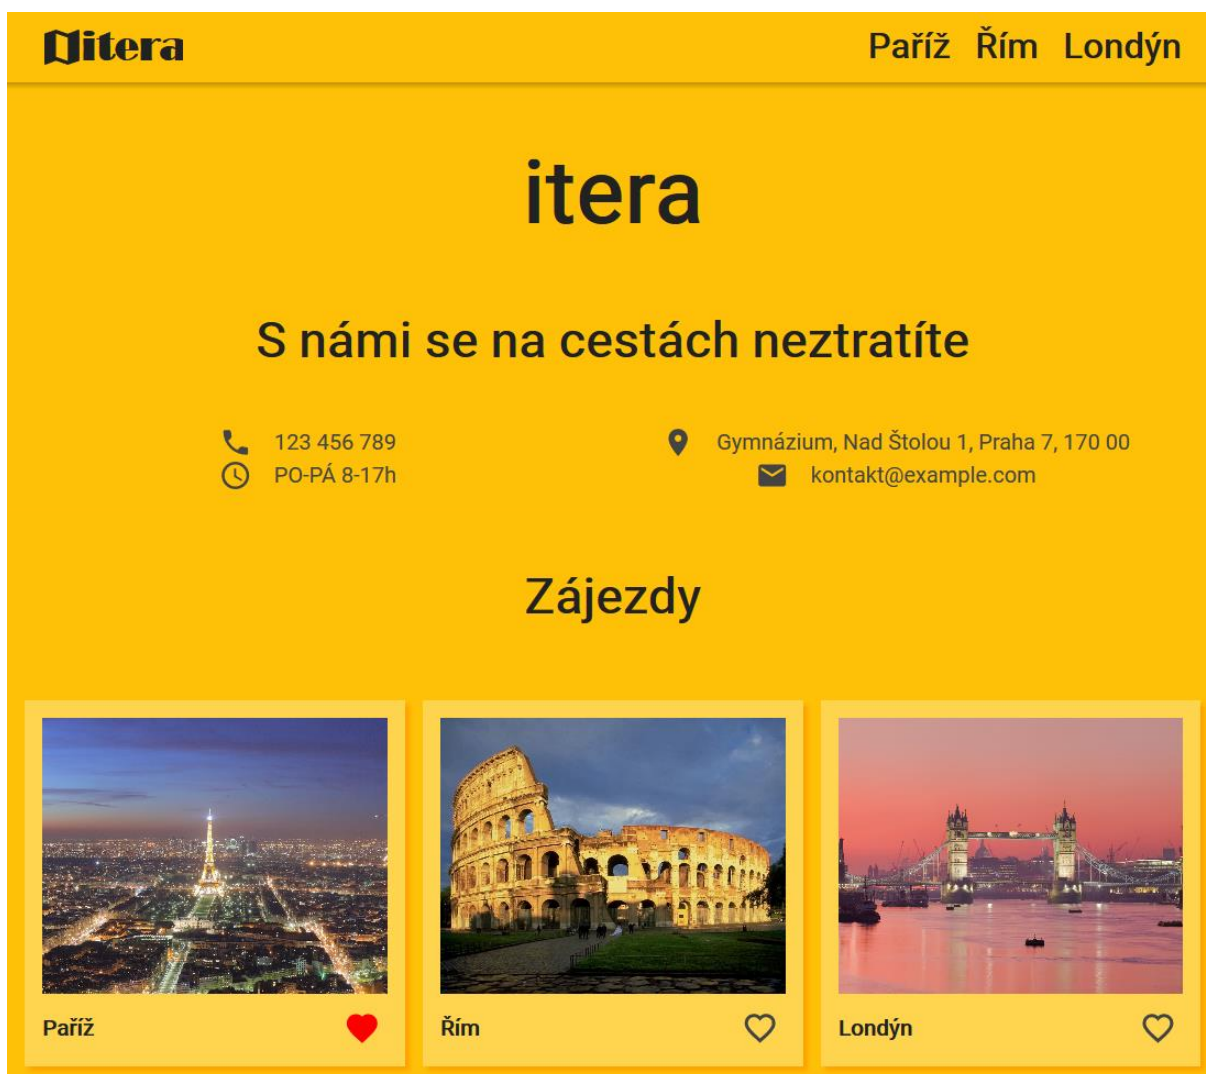 itera
Paříž Řím Londýn
itera
S námi se na cestách neztratíte
123 456 789
Gymnázium, Nad Štolou 1, Praha 7, 170 00
PO-PÁ 8-17h
kontakt@example.com
Zájezdy
Paříž
Řím
Londýn